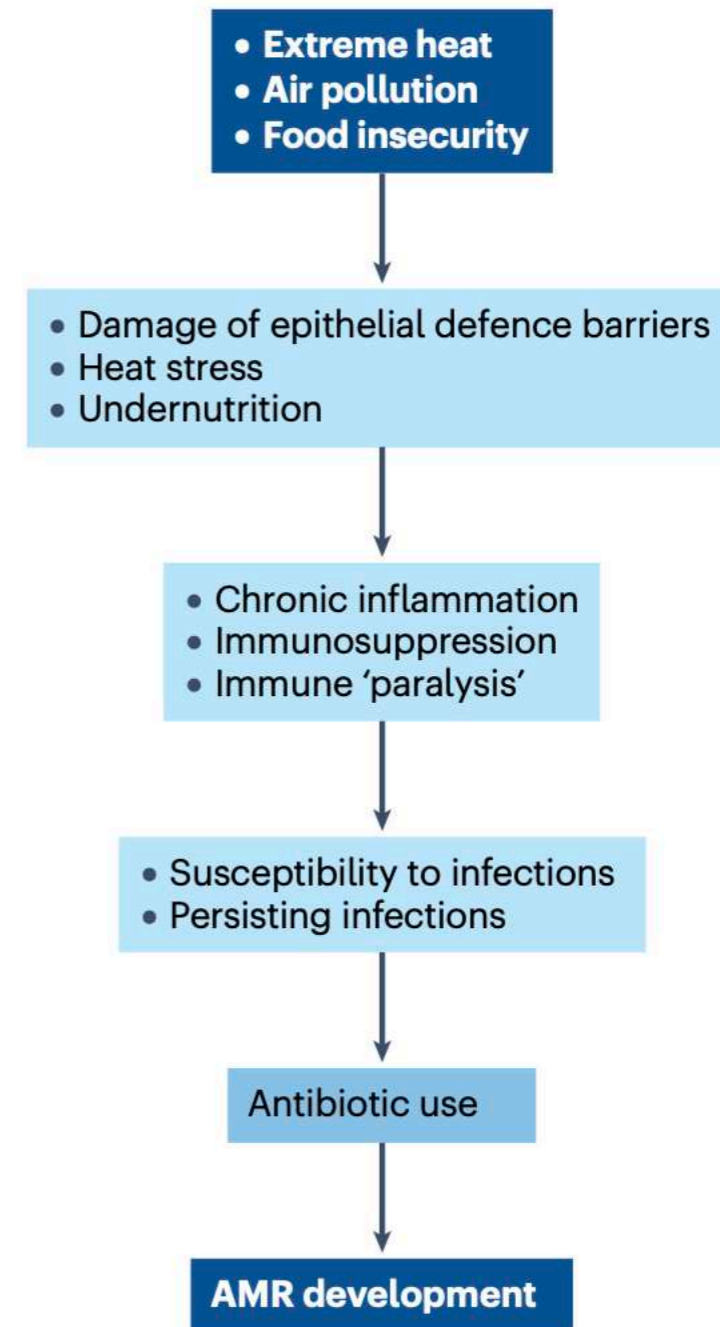 • Extreme heat
• Air pollution
• Food insecurity
• Damage of epithelial defence barriers
• Heat stress
• Undernutrition
• Chronic inflammation
• Immunosuppression
• Immune ‘paralysis’
• Susceptibility to infections
• Persisting infections
Antibiotic use
AMR development